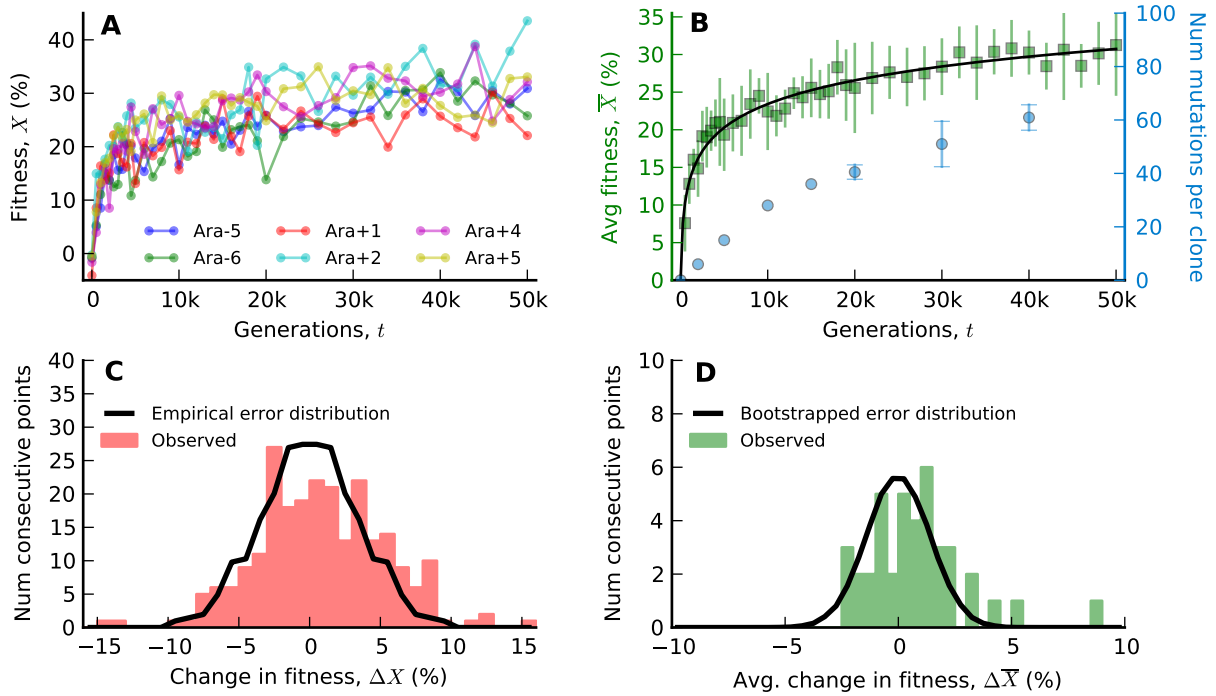 A
Fitness, X (%)
40
30
20
10
0
Ara-5
Ara+1
Ara+4
Ara-6
Ara+2
Ara+5
0 10k 20k 30k 40k 50k
Generations, t
B
Avg fitness, X̅ (%)
35
30
25
20
15
10
5
0
100
80
60
40
20
0
Num mutations per clone
0 10k 20k 30k 40k 50k
Generations, t
C
Num consecutive points
40
35
30
25
20
15
10
5
0
Empirical error distribution
Observed
−15 −10 −5 0 5 10 15
Change in fitness, ΔX (%)
D
Num consecutive points
10
8
6
4
2
0
Bootstrapped error distribution
Observed
−10 −5 0 5 10
Avg. change in fitness, ΔX̅ (%)